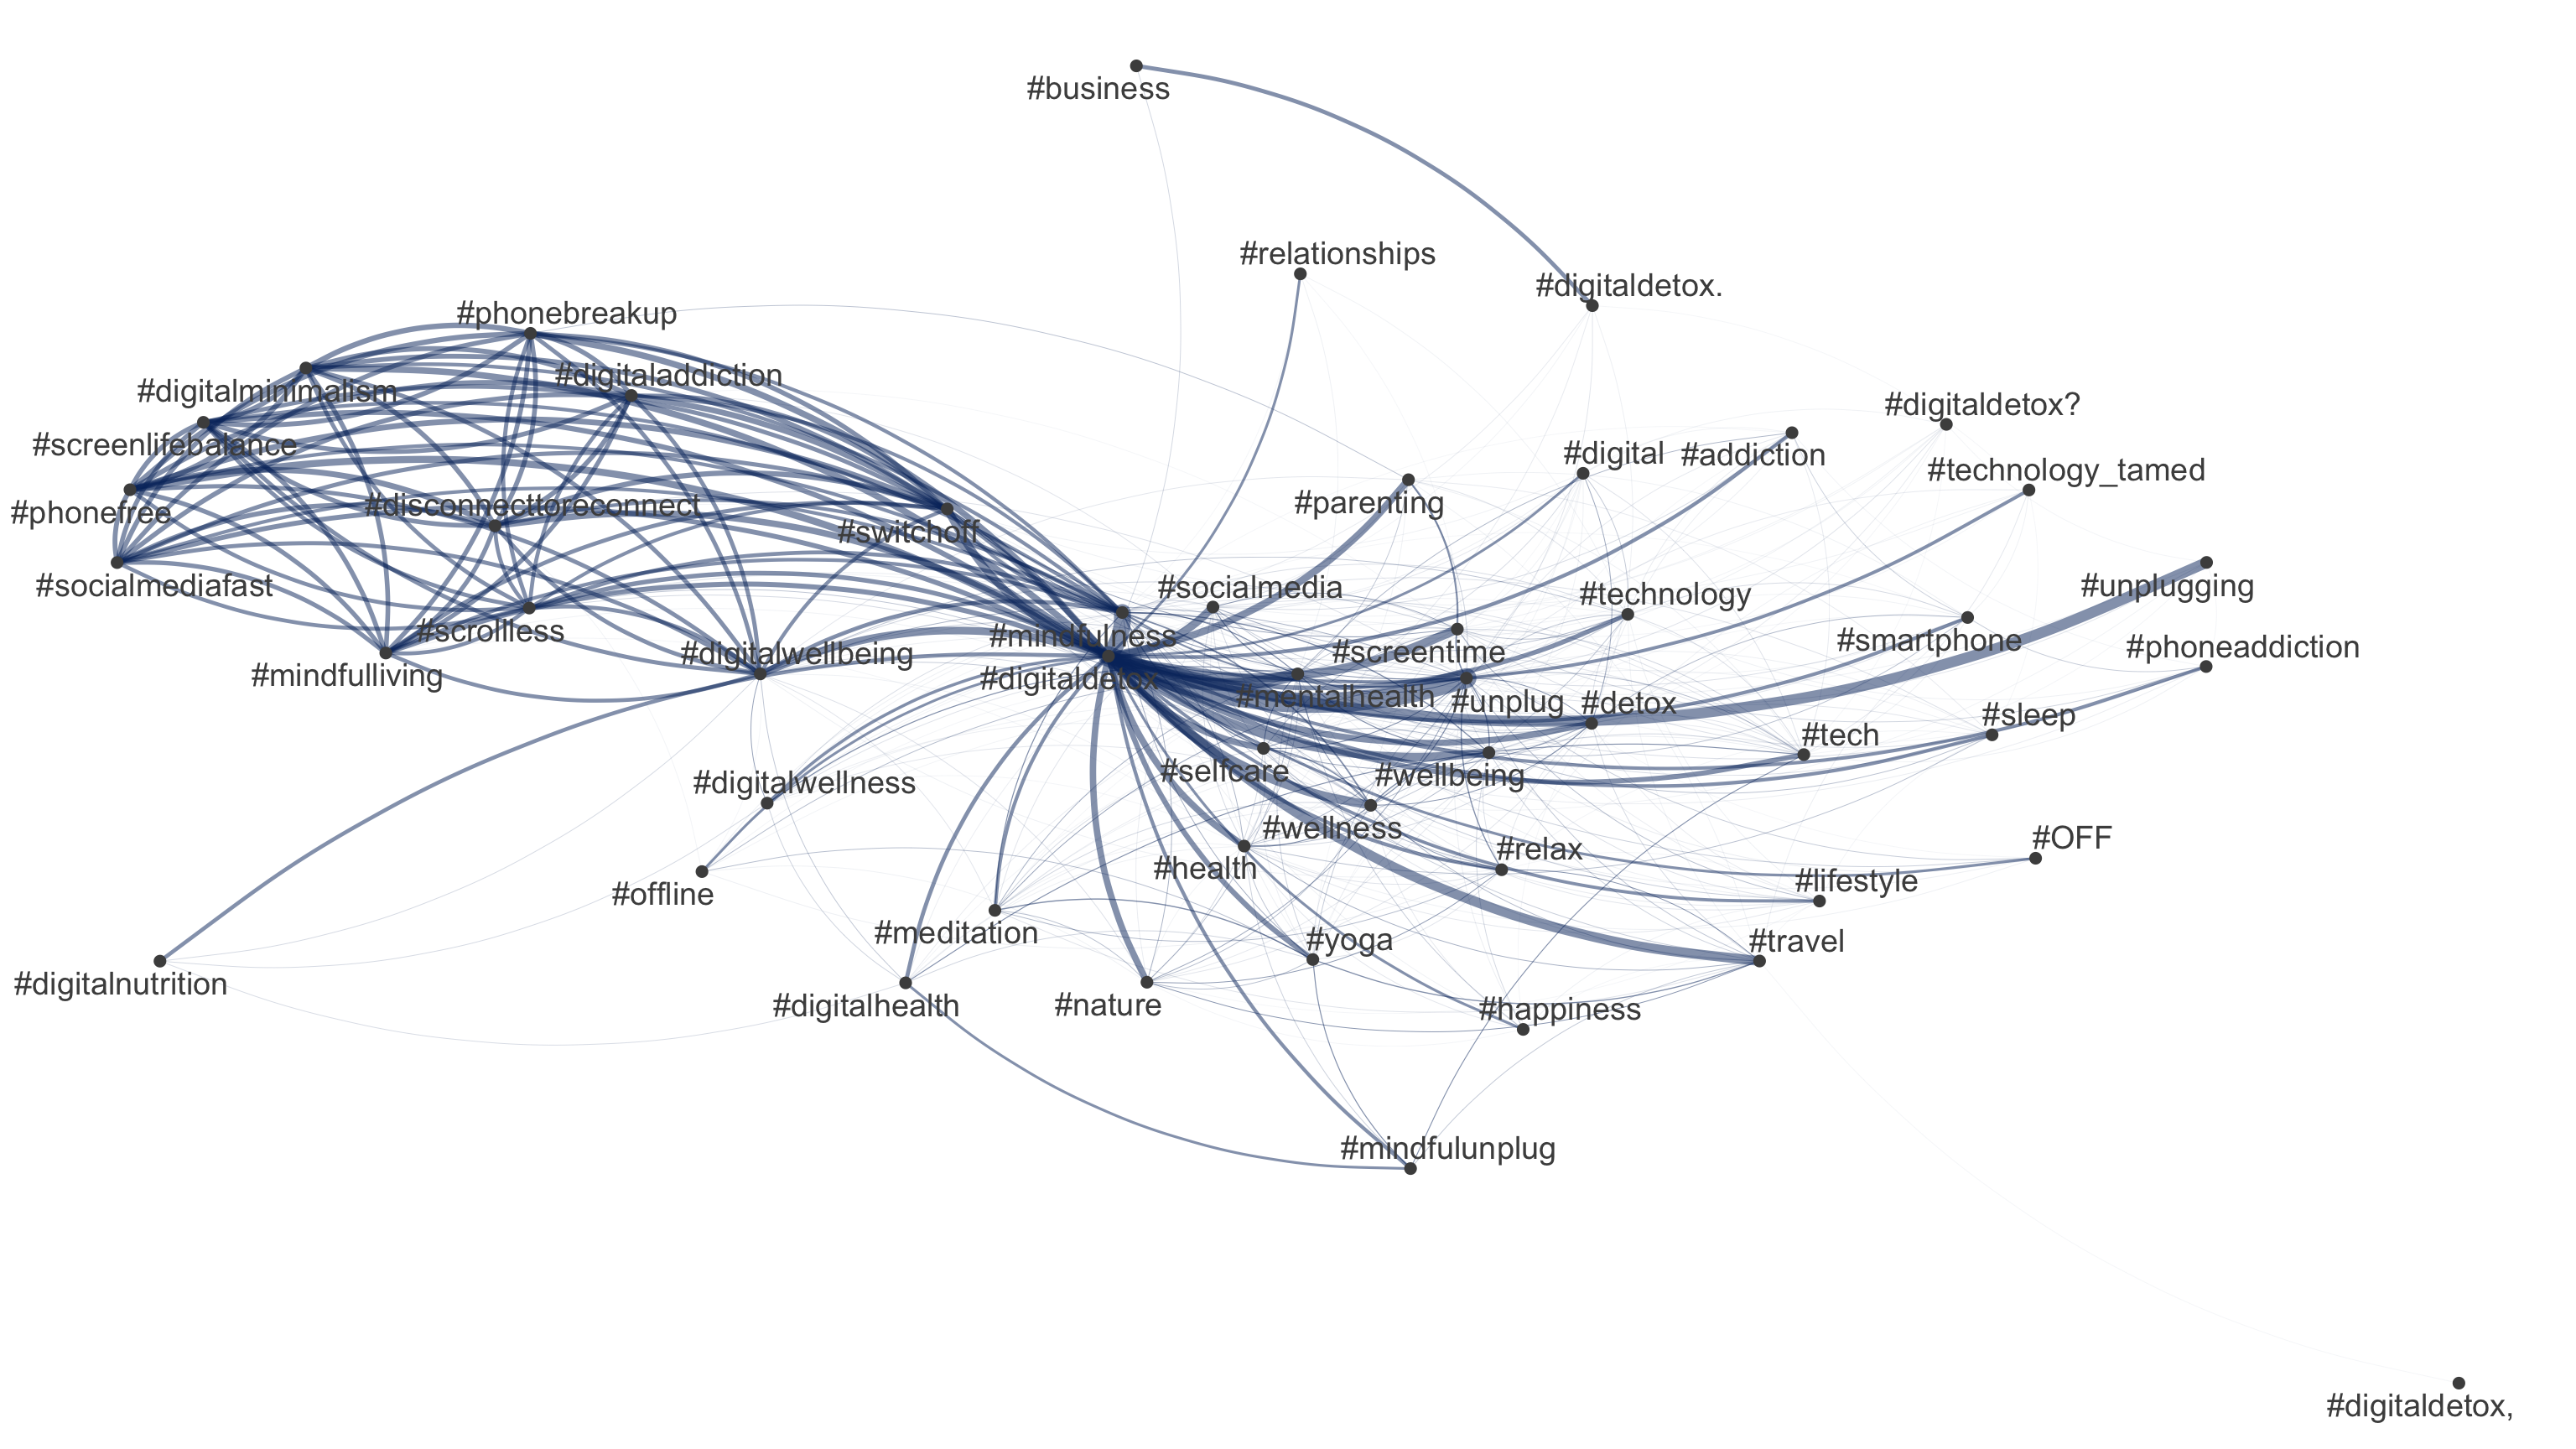 #business
#relationships
#digitaldetox.
#phonebreakup
#digitaladdiction
#digitalminimalism
#digitaldetox?
#screenlifebalance
#digital
#addiction
#technology_tamed
#parenting
#phonefree
#disconnecttoreconnect
#switchoff
#socialmediafast
#socialmedia
#technology
#unplugging
#scrollless
#mindfulness
#smartphone
#phoneaddiction
#digitalwellbeing
#screentime
#mindfulliving
#digitaldetox
#mentalhealth
#unplug
#detox
#sleep
#tech
#selfcare
#wellbeing
#digitalwellness
#wellness
#OFF
#relax
#health
#lifestyle
#offline
#meditation
#yoga
#travel
#digitalnutrition
#digitalhealth
#nature
#happiness
#mindfulunplug
#digitaldetox,